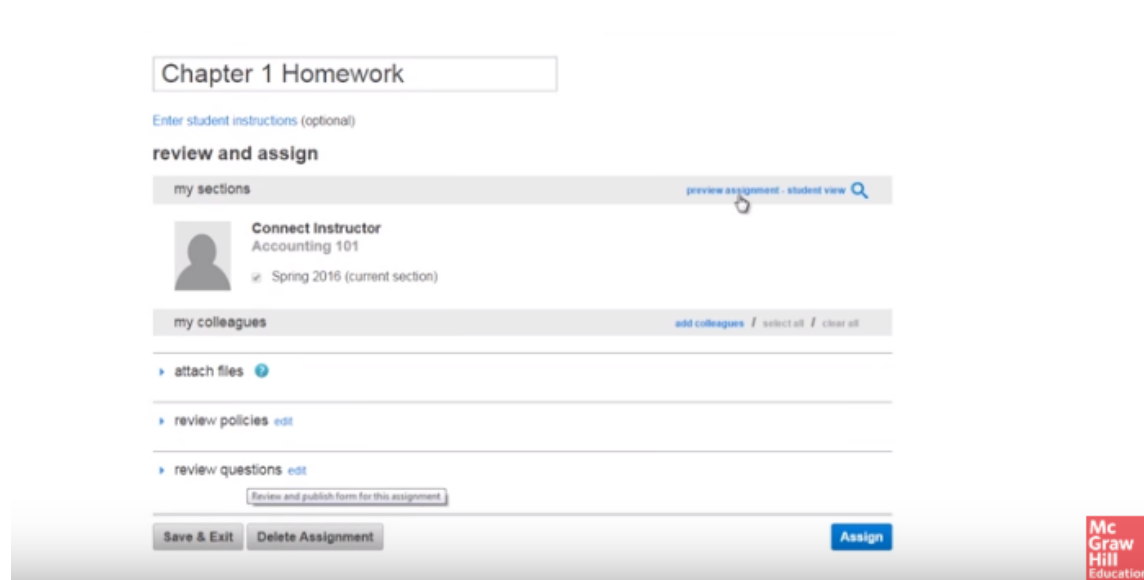 Chapter 1 Homework
Enter student instructions (optional)
review and assign
my sections
preview assignment - student view
Connect Instructor
Accounting 101
Spring 2016 (current section)
my colleagues
add colleagues / select all / clear all
attach files ?
review policies edit
review questions edit
Review and publish form for this assignment
Save & Exit
Delete Assignment
Assign
Mc
Graw
Hill
Education